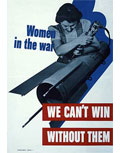 Women
in the war
WE CAN'T WIN
WITHOUT THEM